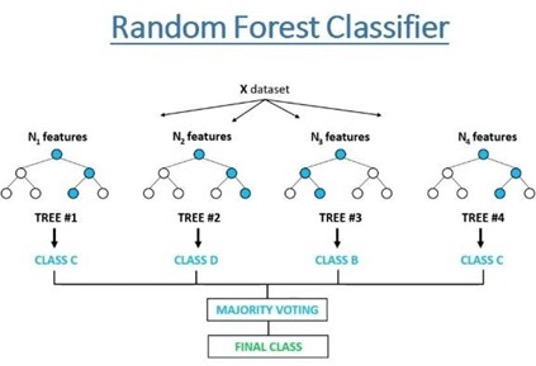 Random Forest Classifier
X dataset
N₁ features N₂ features N₃ features N₄ features
TREE #1 TREE #2 TREE #3 TREE #4
CLASS C CLASS D CLASS B CLASS C
MAJORITY VOTING
FINAL CLASS